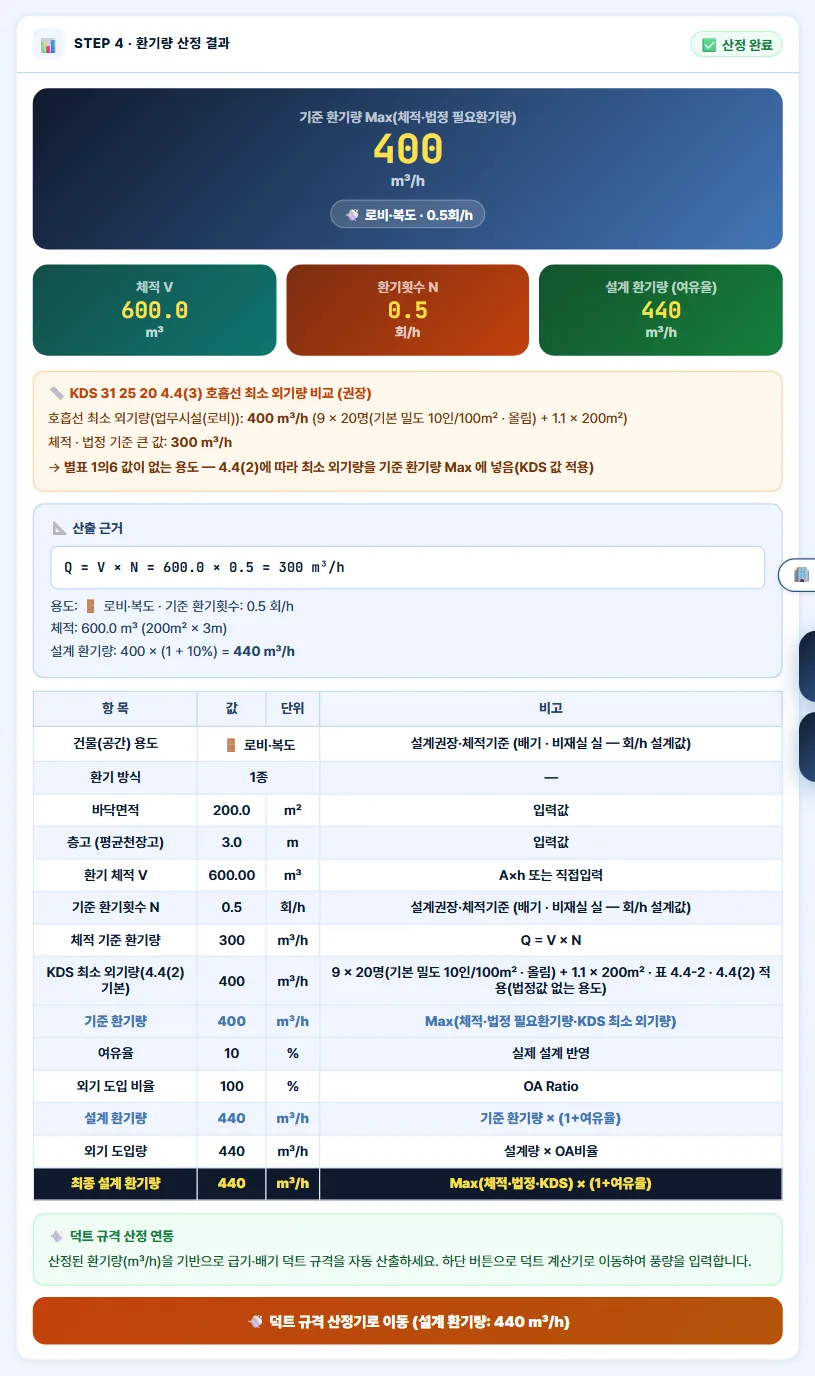 STEP 4 · 환기량 산정 결과
✅ 산정 완료
기준 환기량 Max(체적·법정 필요환기량)
400
m³/h
로비·복도 · 0.5회/h
체적 V
600.0
m³
환기횟수 N
0.5
회/h
설계 환기량 (여유율)
440
m³/h
KDS 31 25 20 4.4(3) 호흡선 최소 외기량 비교 (권장)
호흡선 최소 외기량(업무시설(로비)): 400 m³/h (9 × 20명(기본 밀도 10인/100m² · 올림) + 1.1 × 200m²)
체적 · 법정 기준 큰 값: 300 m³/h
→ 별표 1의6 값이 없는 용도 — 4.4(2)에 따라 최소 외기량을 기준 환기량 Max 에 넣음(KDS 값 적용)
산출 근거
Q = V × N = 600.0 × 0.5 = 300 m³/h
용도: 로비·복도 · 기준 환기횟수: 0.5 회/h
체적: 600.0 m³ (200m² × 3m)
설계 환기량: 400 × (1 + 10%) = 440 m³/h
항 목 값 단위 비고
건물(공간) 용도 로비·복도 설계권장·체적기준 (배기 · 비재실 실 — 회/h 설계값)
환기 방식 1종 —
바닥면적 200.0 m² 입력값
층고 (평균천장고) 3.0 m 입력값
환기 체적 V 600.00 m³ A×h 또는 직접입력
기준 환기횟수 N 0.5 회/h 설계권장·체적기준 (배기 · 비재실 실 — 회/h 설계값)
체적 기준 환기량 300 m³/h Q = V × N
KDS 최소 외기량(4.4(2)
기본) 400 m³/h 9 × 20명(기본 밀도 10인/100m² · 올림) + 1.1 × 200m² · 표 4.4-2 · 4.4(2) 적
용(법정값 없는 용도)
기준 환기량 400 m³/h Max(체적·법정 필요환기량·KDS 최소 외기량)
여유율 10 % 실제 설계 반영
외기 도입 비율 100 % OA Ratio
설계 환기량 440 m³/h 기준 환기량 × (1+여유율)
외기 도입량 440 m³/h 설계량 × OA비율
최종 설계 환기량 440 m³/h Max(체적·법정·KDS) × (1+여유율)
덕트 규격 산정 연동
산정된 환기량(m³/h)을 기반으로 급기·배기 덕트 규격을 자동 산출하세요. 하단 버튼으로 덕트 계산기로 이동하여 풍량을 입력합니다.
덕트 규격 산정기로 이동 (설계 환기량: 440 m³/h)